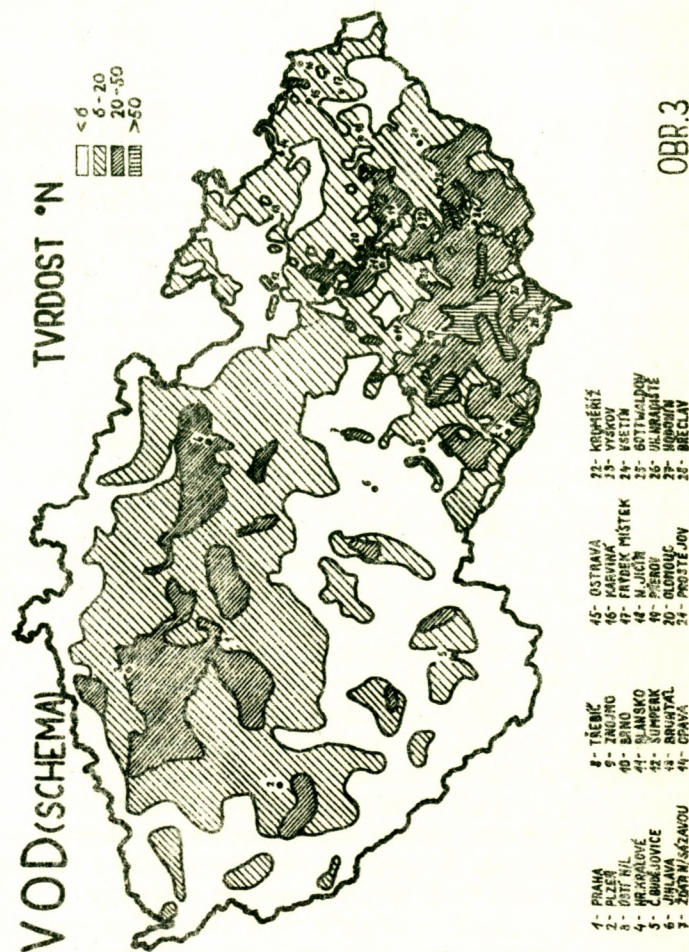 TVRDOST °N
VOD (SCHEMA)
< 6
6 - 20
20 - 50
> 50
1- PRAHA
2- PLZEŇ
3- ÚSTÍ N/L
4- HR. KRÁLOVÉ
5- Č. BUDĚJOVICE
6- JIHLAVA
7- ŽĎÁR N/SÁZAVOU
8- TŘEBÍČ
9- ZNOJMO
10- BRNO
11- BLANSKO
12- ŠUMPERK
13- BRUNTÁL
14- OPAVA
15- OSTRAVA
16- KARVINÁ
17- FRÝDEK MÍSTEK
18- N. JIČÍN
19- PŘEROV
20- OLOMOUC
21- PROSTĚJOV
22- KROMĚŘÍŽ
23- VYŠKOV
24- VSETÍN
25- GOTTWALDOV
26- UH. HRADIŠTĚ
27- HODONÍN
28- BŘECLAV
OBR. 3